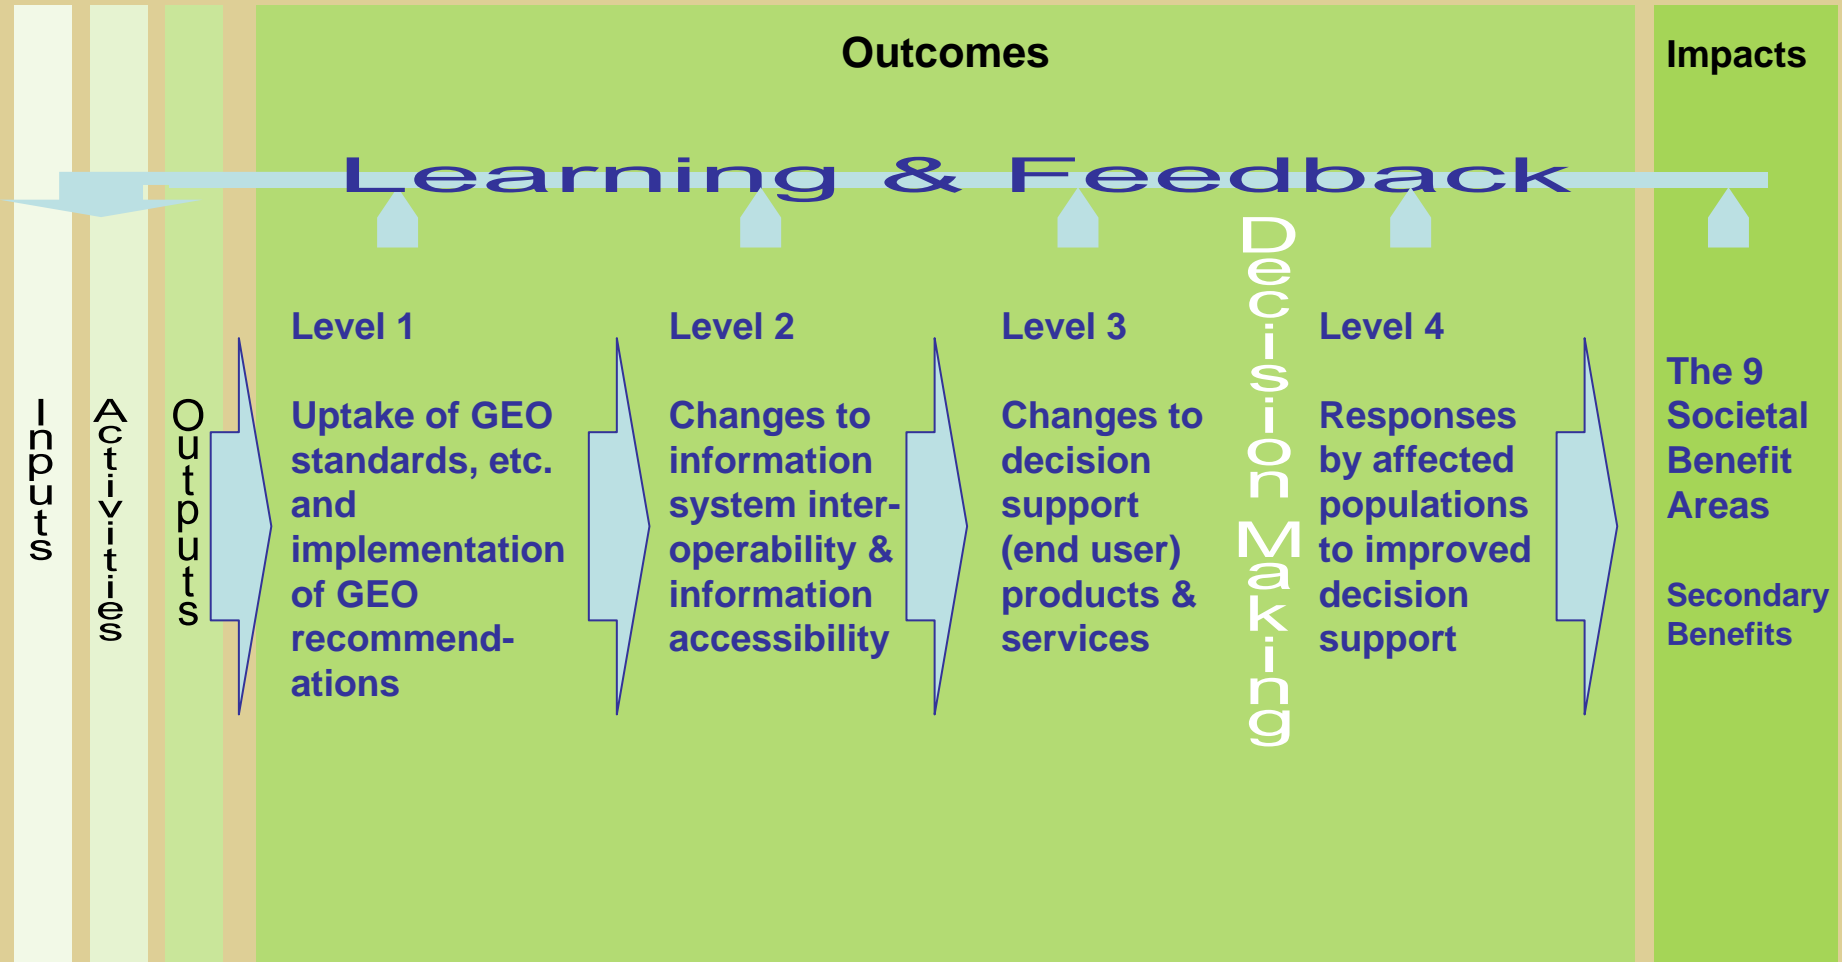 Outcomes
Impacts
Learning & Feedback
Inputs
Activities
Outputs
Level 1
Uptake of GEO
standards, etc.
and
implementation
of GEO
recommend-
ations
Level 2
Changes to
information
system inter-
operability &
information
accessibility
Level 3
Changes to
decision
support
(end user)
products &
services
Decision Making
Level 4
Responses
by affected
populations
to improved
decision
support
The 9
Societal
Benefit
Areas
Secondary
Benefits